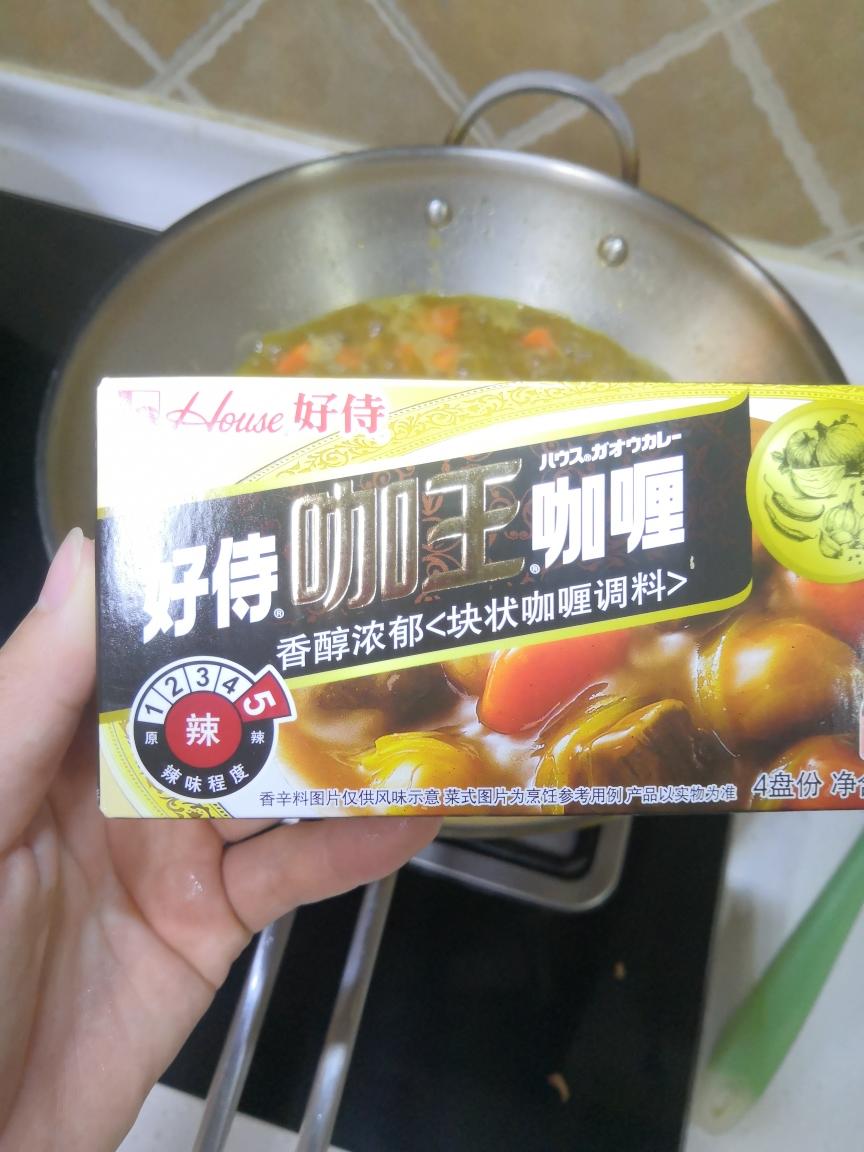 House 好侍
ハウス®ガオウカレー
好侍® 咖王® 咖喱
香醇浓郁<块状咖喱调料>
1 2 3 4 5
原 辣 辣
辣味程度
香辛料图片仅供风味示意 菜式图片为烹饪参考用例 产品以实物为准
4盘份 净